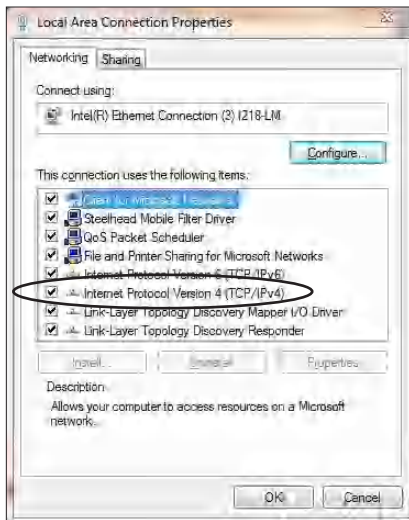 Local Area Connection Properties
Networking Sharing
Connect using:
Intel(R) Ethernet Connection (3) I218-LM
Configure...
This connection uses the following items:
Client for Microsoft Networks
Steelhead Mobile Filter Driver
QoS Packet Scheduler
File and Printer Sharing for Microsoft Networks
Internet Protocol Version 6 (TCP/IPv6)
Internet Protocol Version 4 (TCP/IPv4)
Link-Layer Topology Discovery Mapper I/O Driver
Link-Layer Topology Discovery Responder
Install... Uninstall Properties
Description
Allows your computer to access resources on a Microsoft
network.
OK Cancel